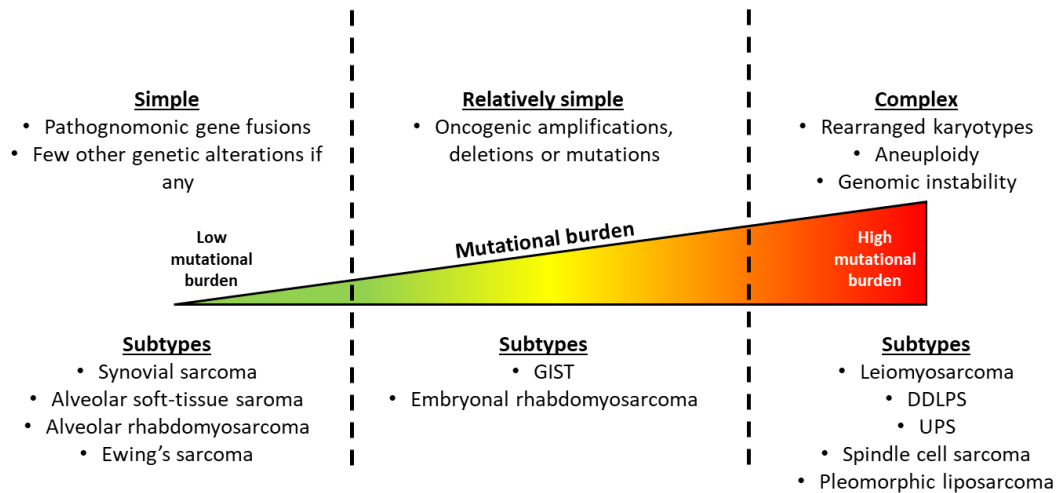 Simple
• Pathognomonic gene fusions
• Few other genetic alterations if
any
Relatively simple
• Oncogenic amplifications,
deletions or mutations
Complex
• Rearranged karyotypes
• Aneuploidy
• Genomic instability
Low
mutational
burden
Mutational burden
High
mutational
burden
Subtypes
• Synovial sarcoma
• Alveolar soft-tissue saroma
• Alveolar rhabdomyosarcoma
• Ewing’s sarcoma
Subtypes
• GIST
• Embryonal rhabdomyosarcoma
Subtypes
• Leiomyosarcoma
• DDLPS
• UPS
• Spindle cell sarcoma
• Pleomorphic liposarcoma